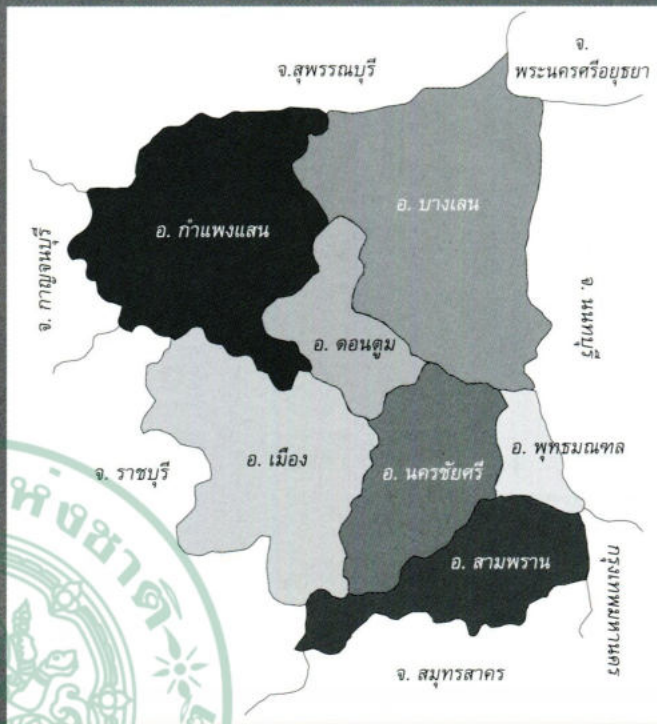 จ.สุพรรณบุรี
จ.
พระนครศรีอยุธยา
อ. บางเลน
อ. กำแพงแสน
จ. กาญจนบุรี
จ. นนทบุรี
อ. ดอนตูม
อ. พุทธมณฑล
จ. ราชบุรี
อ. เมือง
อ. นครชัยศรี
อ. สามพราน
กรุงเทพมหานคร
จ. สมุทรสาคร
ห่งชาติ